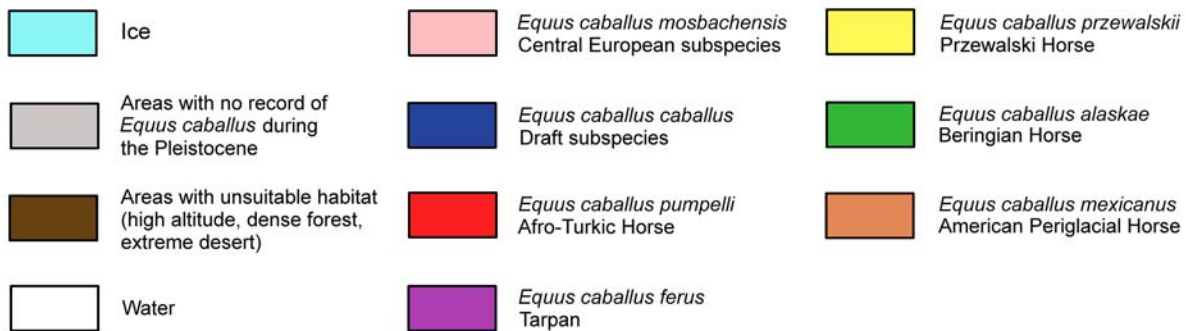 Ice
Areas with no record of
Equus caballus during
the Pleistocene
Areas with unsuitable habitat
(high altitude, dense forest,
extreme desert)
Water
Equus caballus mosbachensis
Central European subspecies
Equus caballus caballus
Draft subspecies
Equus caballus pumpelli
Afro-Turkic Horse
Equus caballus ferus
Tarpan
Equus caballus przewalskii
Przewalski Horse
Equus caballus alaskae
Beringian Horse
Equus caballus mexicanus
American Periglacial Horse